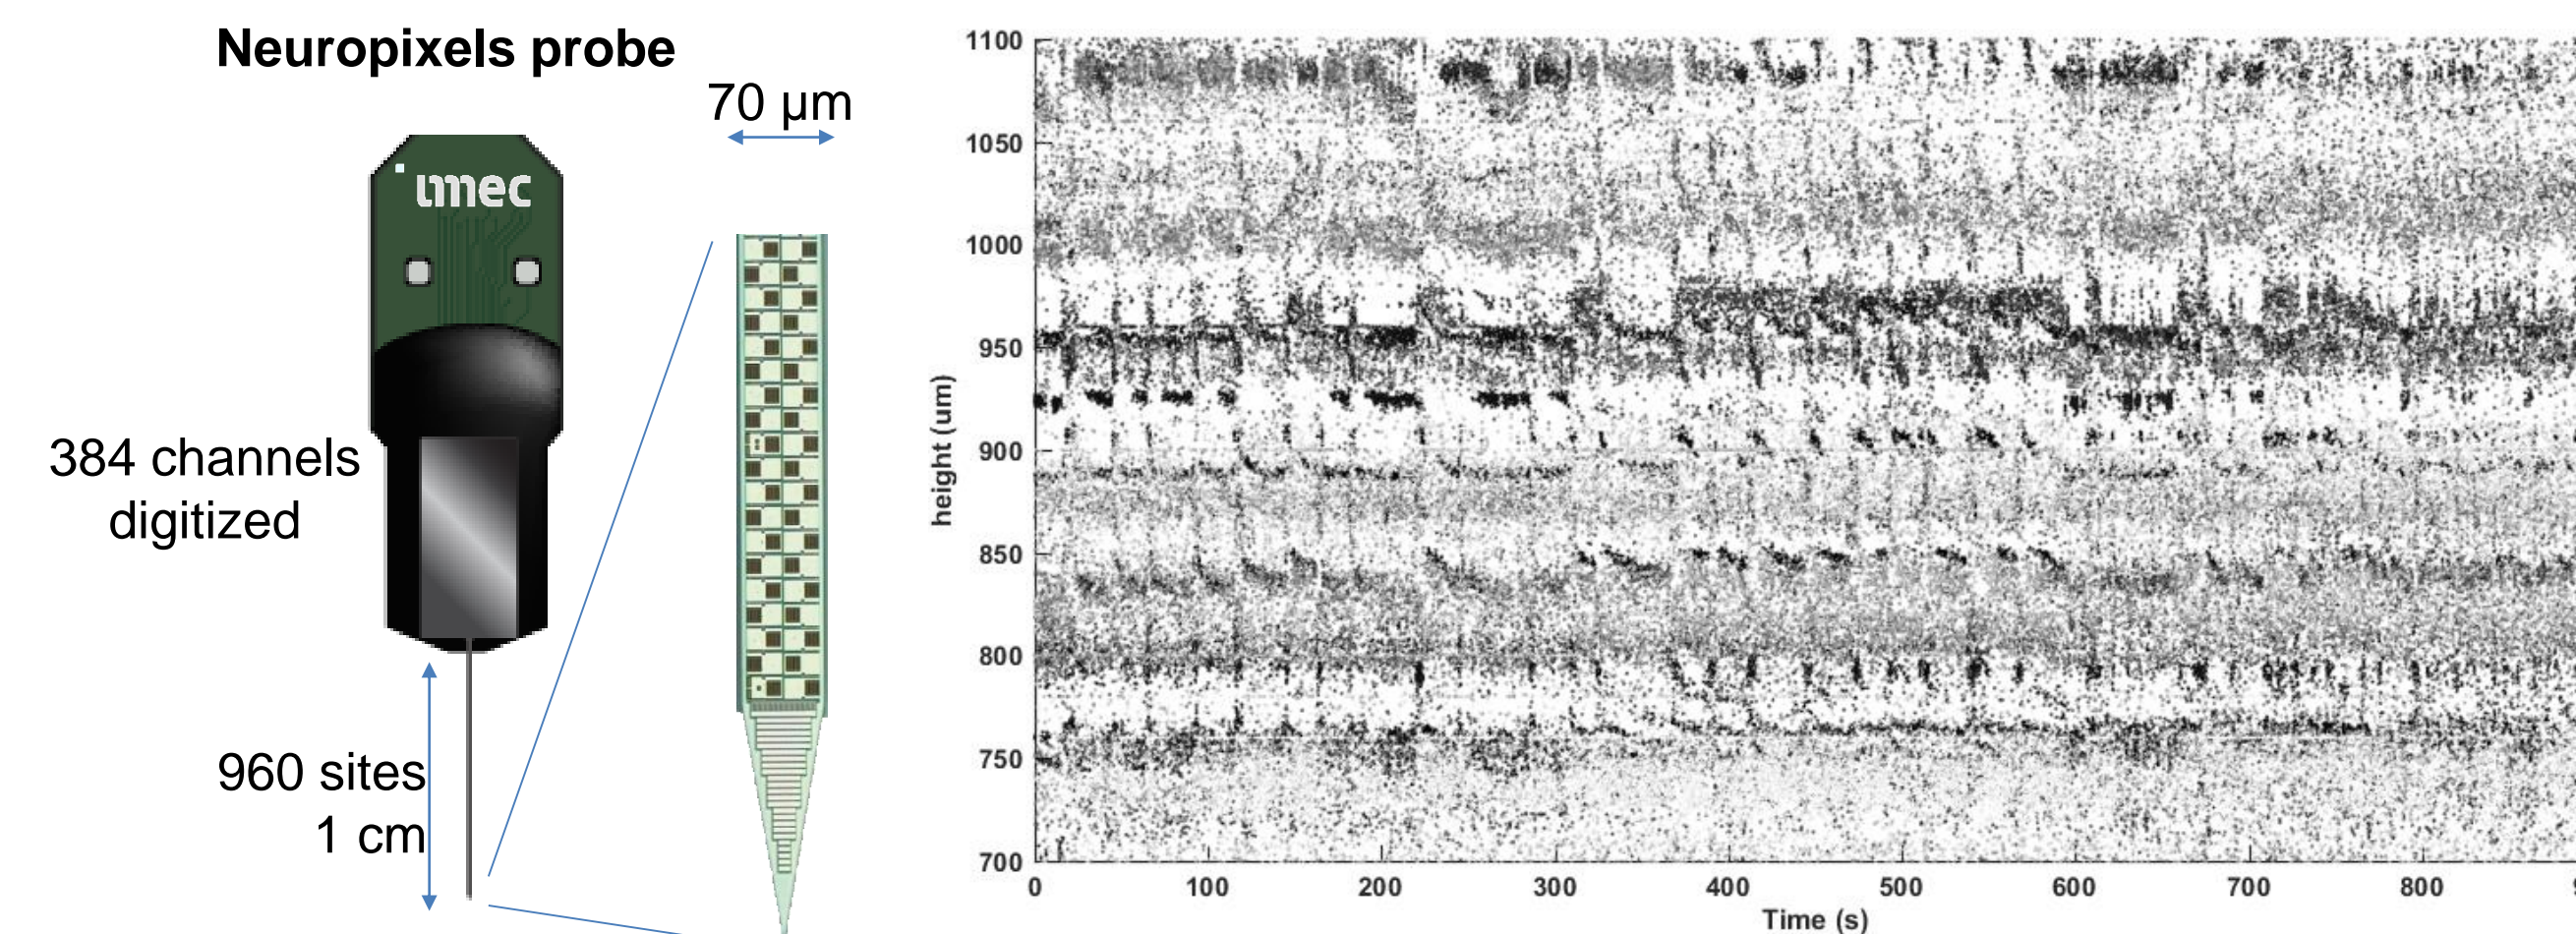 Neuropixels probe
70 µm
imec
384 channels
digitized
960 sites
1 cm
1100
1050
1000
950
900
850
800
750
700
height (um)
0 100 200 300 400 500 600 700 800
Time (s)